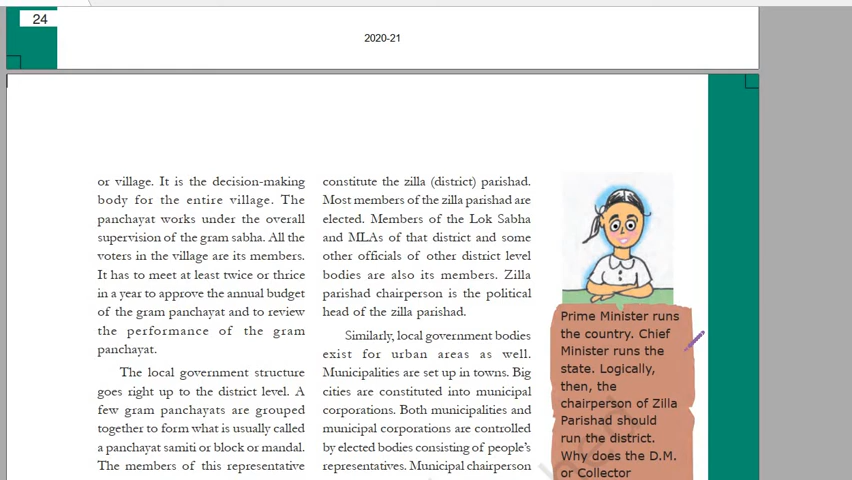 24
2020-21
or village. It is the decision-making
body for the entire village. The
panchayat works under the overall
supervision of the gram sabha. All the
voters in the village are its members.
It has to meet at least twice or thrice
in a year to approve the annual budget
of the gram panchayat and to review
the performance of the gram
panchayat.
The local government structure
goes right up to the district level. A
few gram panchayats are grouped
together to form what is usually called
a panchayat samiti or block or mandal.
The members of this representative
constitute the zilla (district) parishad.
Most members of the zilla parishad are
elected. Members of the Lok Sabha
and MLAs of that district and some
other officials of other district level
bodies are also its members. Zilla
parishad chairperson is the political
head of the zilla parishad.
Similarly, local government bodies
exist for urban areas as well.
Municipalities are set up in towns. Big
cities are constituted into municipal
corporations. Both municipalities and
municipal corporations are controlled
by elected bodies consisting of people's
representatives. Municipal chairperson
Prime Minister runs
the country. Chief
Minister runs the
state. Logically,
then, the
chairperson of Zilla
Parishad should
run the district.
Why does the D.M.
or Collector